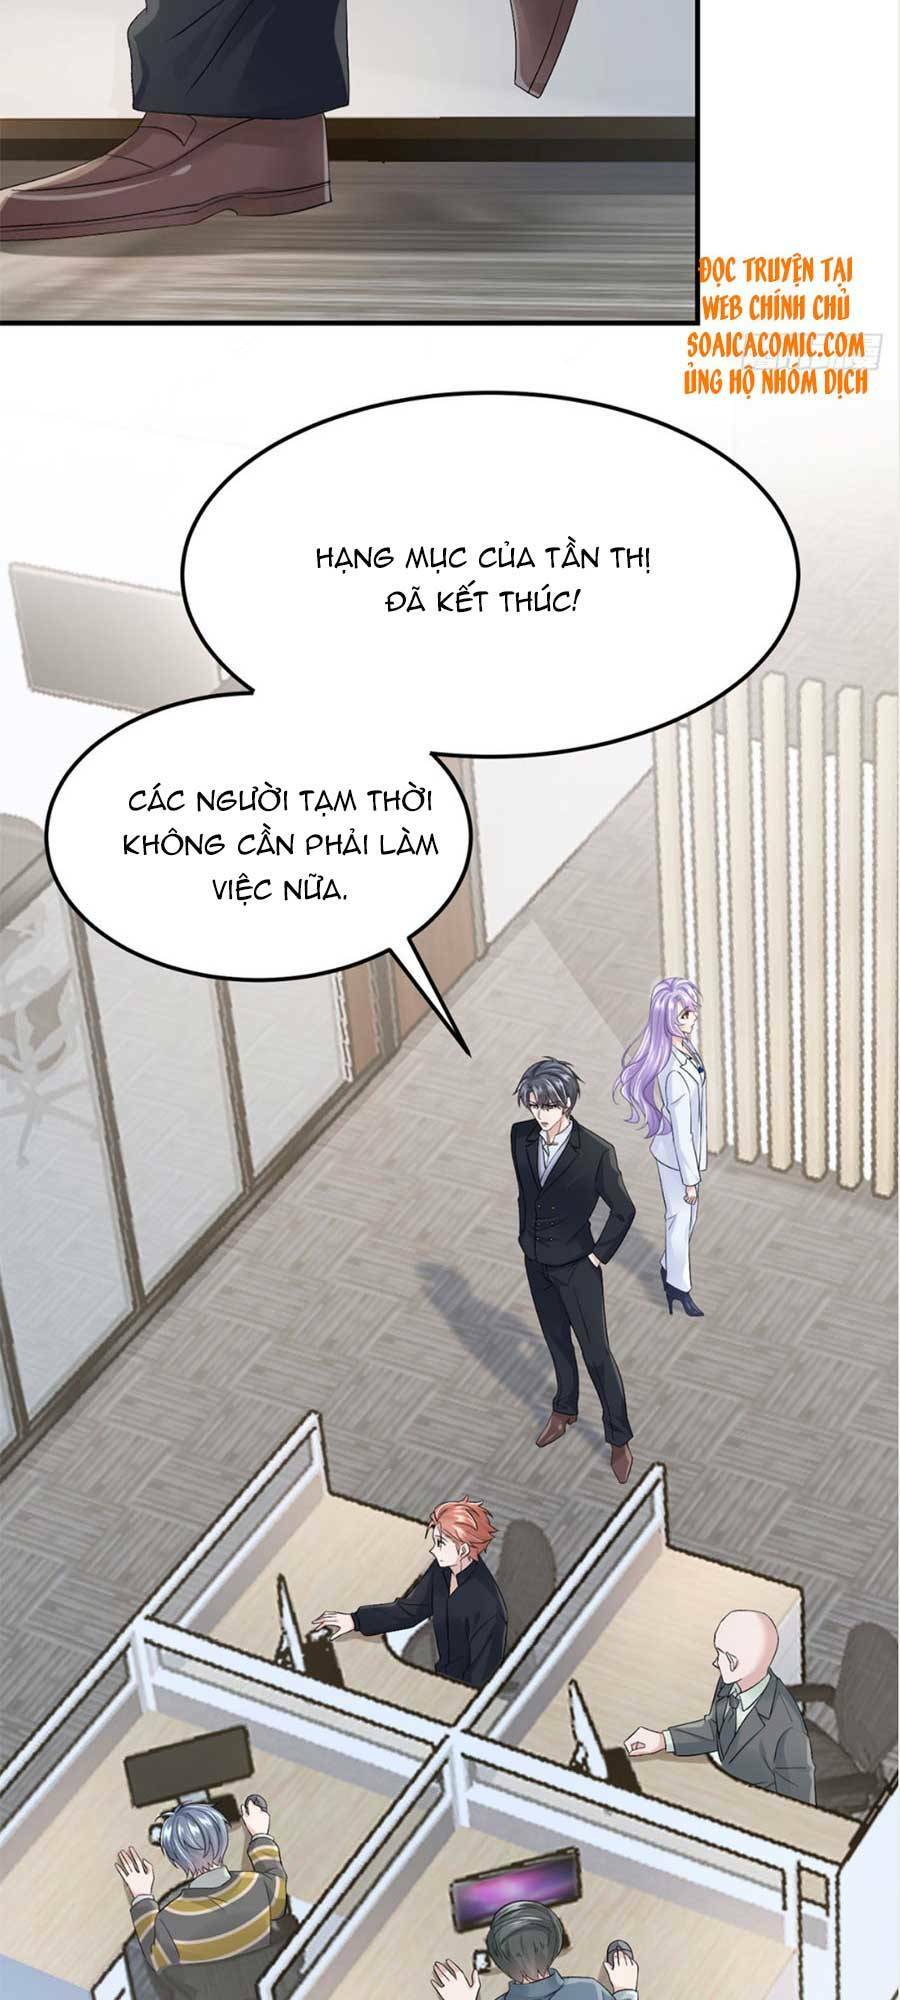 ĐỌC TRUYỆN TẠI
WEB CHÍNH CHỦ
SOAICACOMIC.COM
ỦNG HỘ NHÓM DỊCH
HẠNG MỤC CỦA TẦN THỊ
ĐÃ KẾT THÚC!
CÁC NGƯỜI TẠM THỜI
KHÔNG CẦN PHẢI LÀM
VIỆC NỮA.